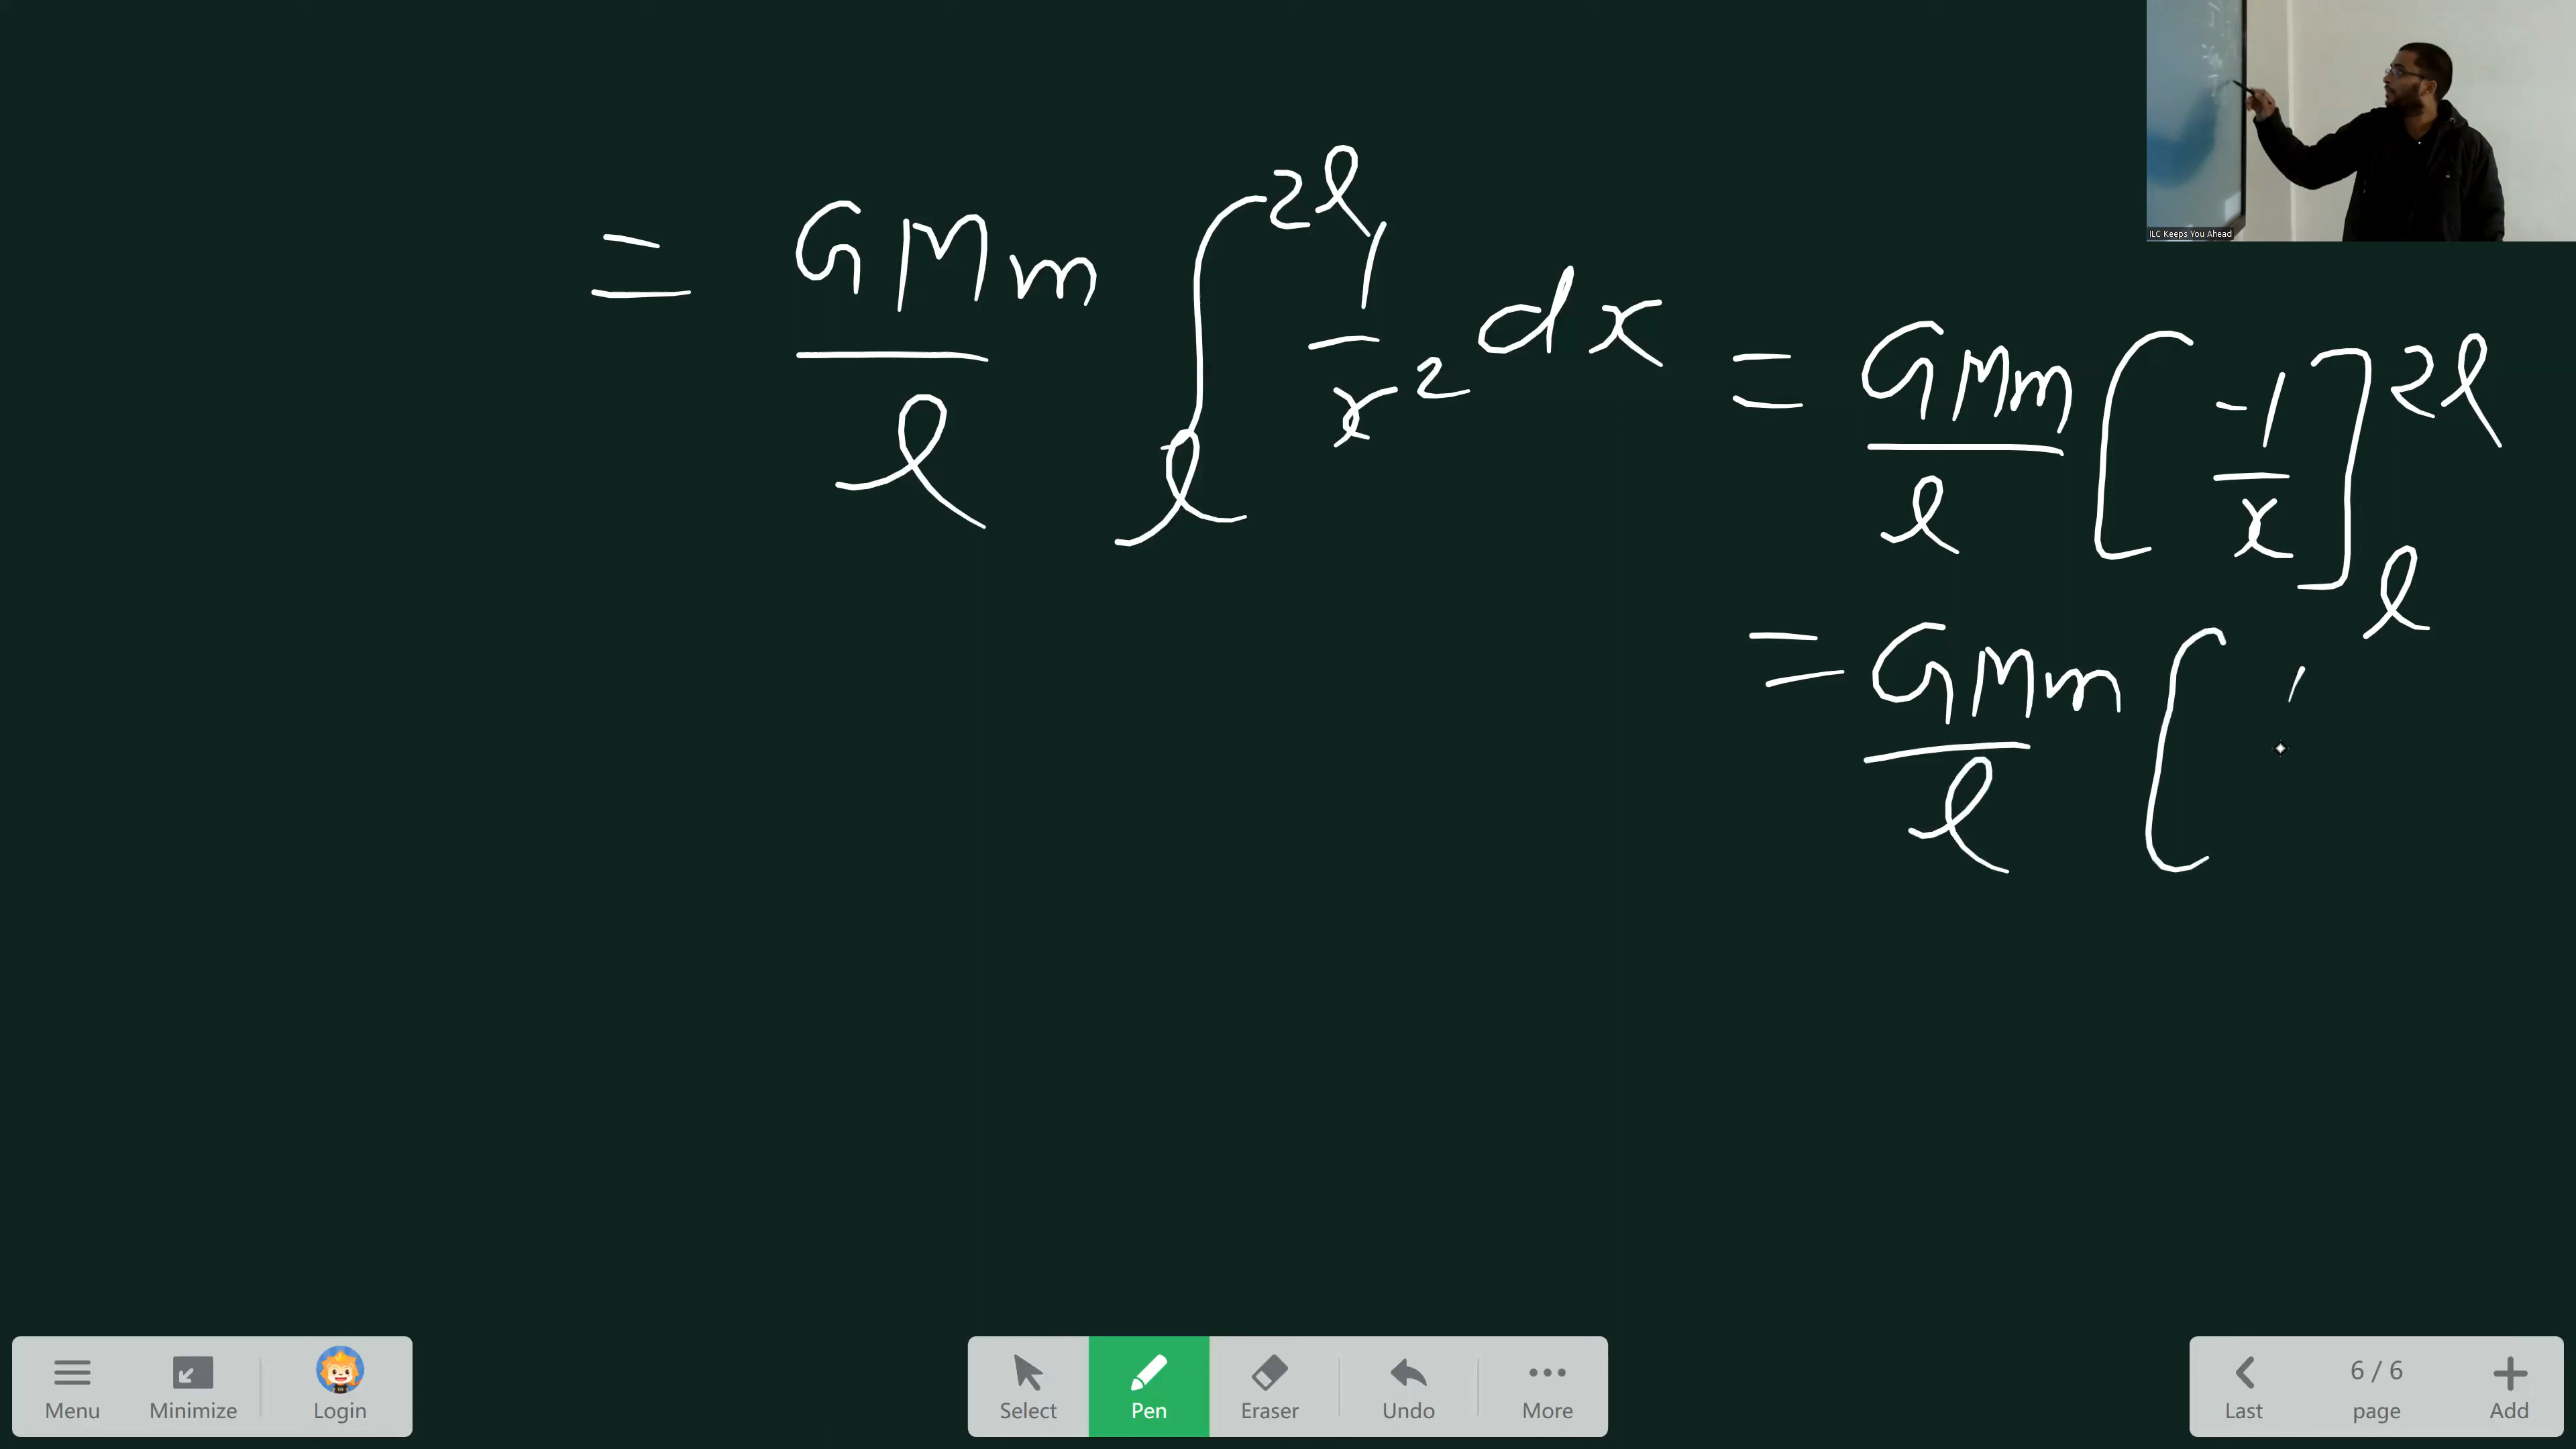 ILC Keeps You Ahead
= GMm/l ∫_l^{2l} 1/x² dx = GMm/l [-1/x]_l^{2l}
= GMm/l [
Menu Minimize Login Select Pen Eraser Undo More Last 6 / 6 page Add